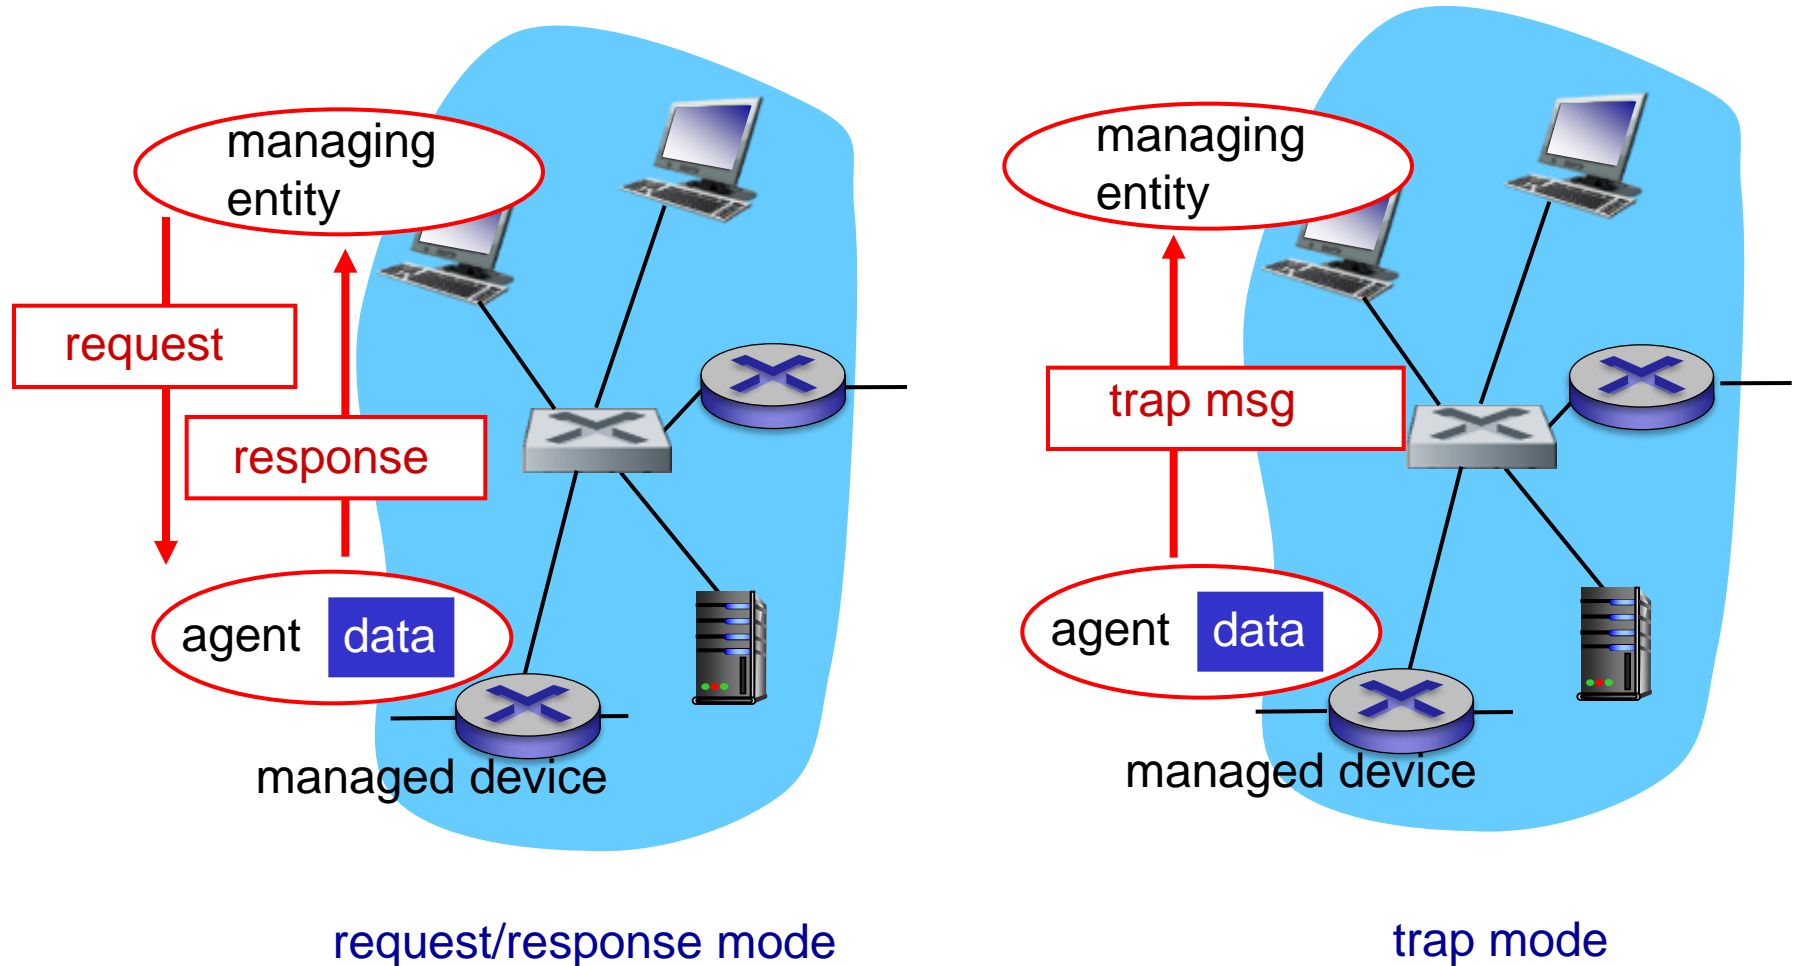 managing
entity
request
response
agent
data
managed device
request/response mode
managing
entity
trap msg
agent
data
managed device
trap mode